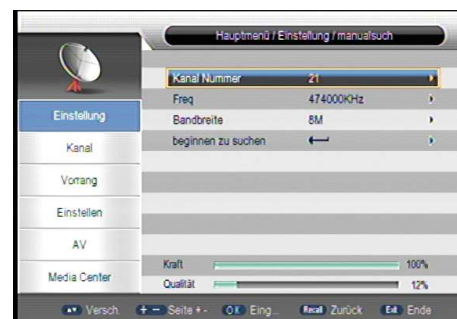 Hauptmenü / Einstellung / manualsuch
Einstellung
Kanal
Vorrang
Einstellen
AV
Media Center
Kanal Nummer 21
Freq 474000KHz
Bandbreite 8M
beginnen zu suchen
Kraft 100%
Qualität 12%
Versch. + - Seite + - OK Eing... Recall Zurück Exit Ende